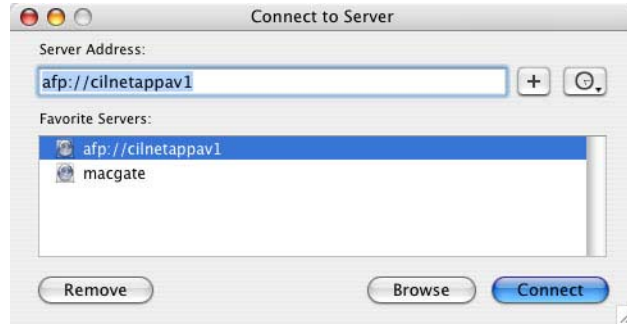 Connect to Server
Server Address:
afp://cilnetappav1
Favorite Servers:
afp://cilnetappav1
macgate
Remove
Browse
Connect